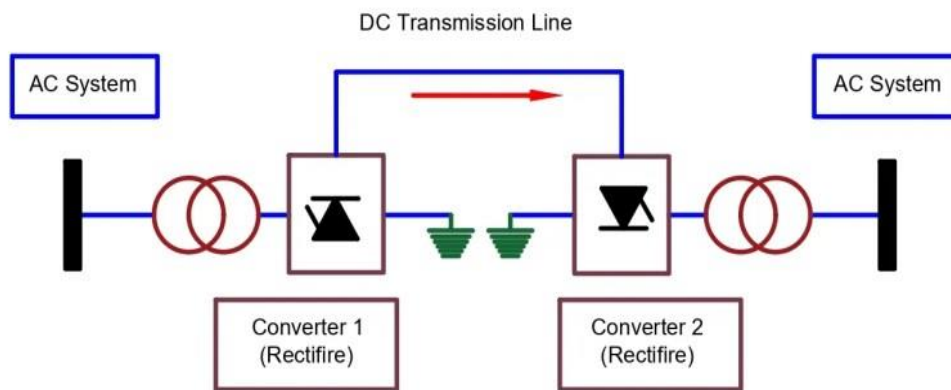 DC Transmission Line
AC System
AC System
Converter 1
(Rectifire)
Converter 2
(Rectifire)